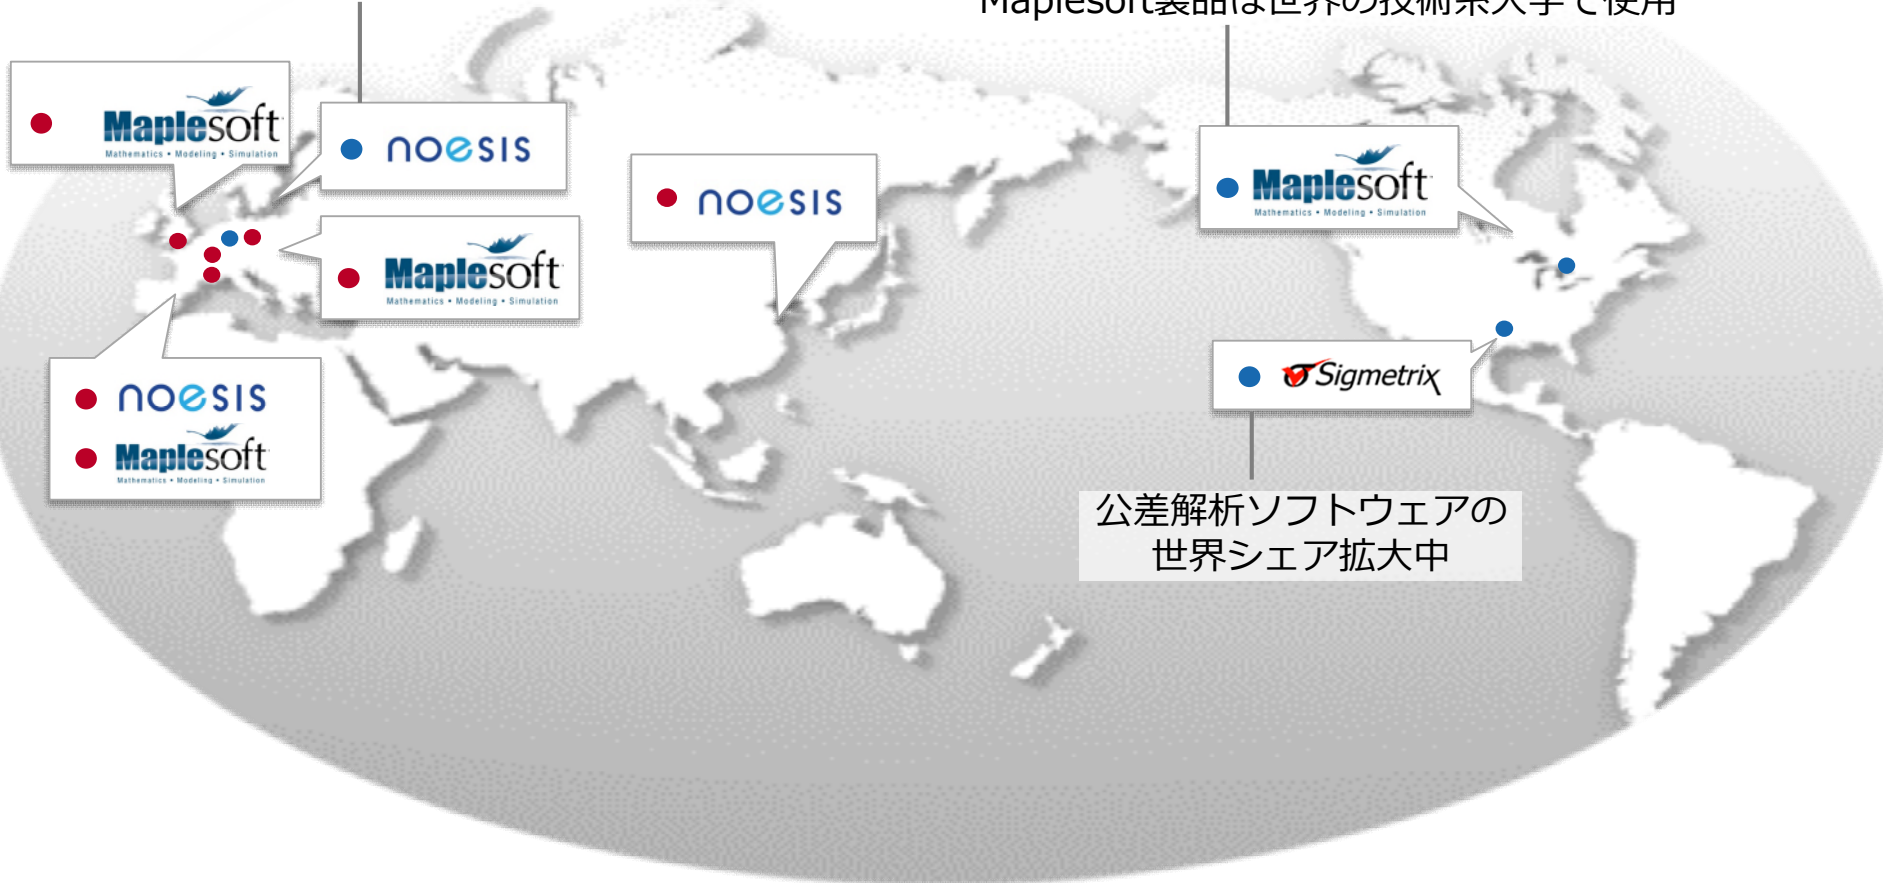 Maplesoft製品は世界の技術系大学で使用
Maplesoft
Mathematics • Modeling • Simulation
noesis
noesis
Maplesoft
Mathematics • Modeling • Simulation
Maplesoft
Mathematics • Modeling • Simulation
Sigmetrix
noesis
Maplesoft
Mathematics • Modeling • Simulation
公差解析ソフトウェアの
世界シェア拡大中